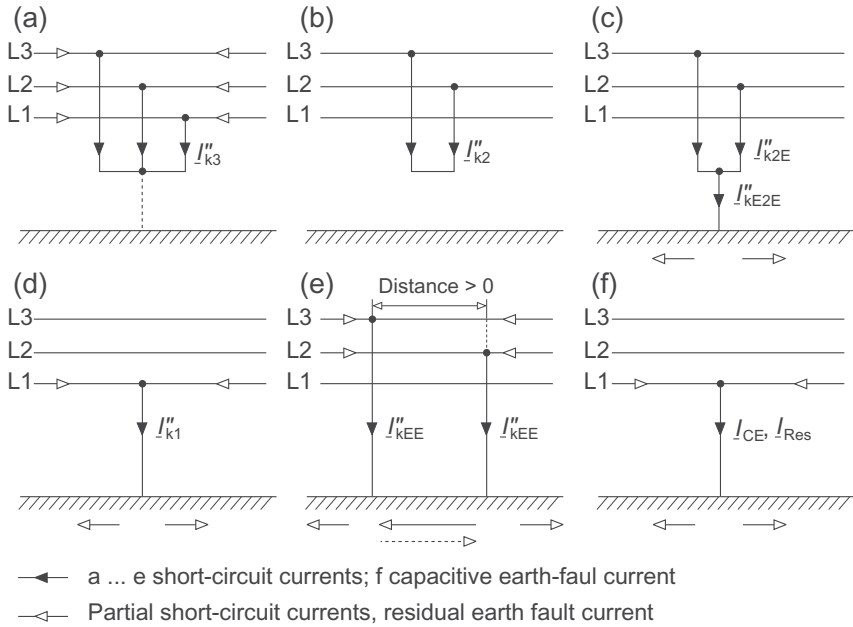 (a)
L3
L2
L1
I″k3
(b)
L3
L2
L1
I″k2
(c)
L3
L2
L1
I″k2E
I″kE2E
(d)
L3
L2
L1
I″k1
(e)
Distance > 0
L3
L2
L1
I″kEE
I″kEE
(f)
L3
L2
L1
ICE, IRes
a ... e short-circuit currents; f capacitive earth-faul current
Partial short-circuit currents, residual earth fault current